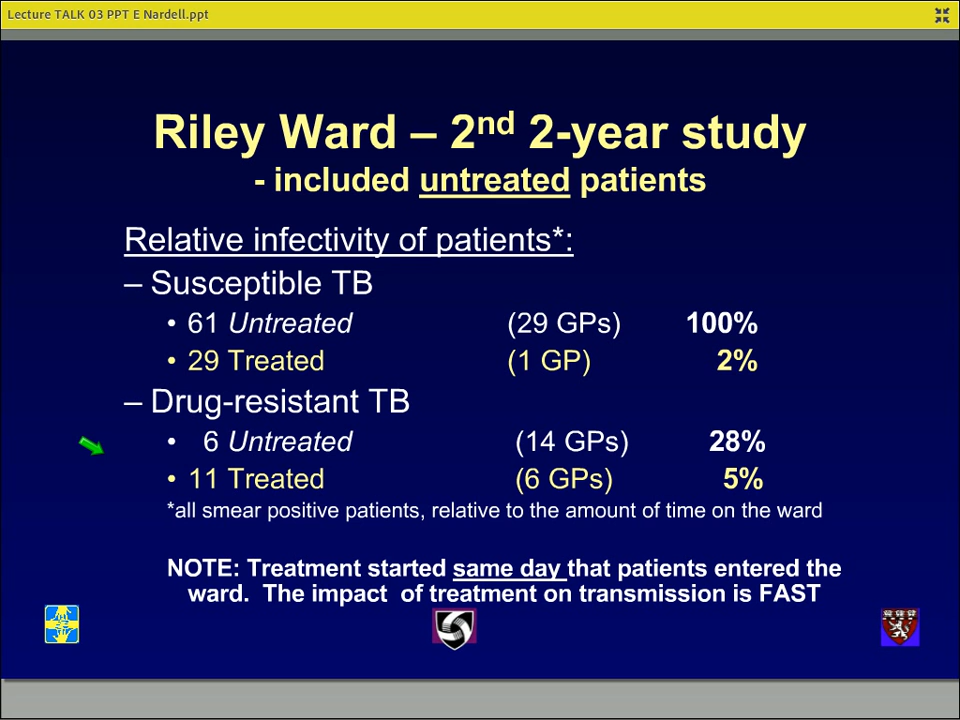 Lecture TALK 03 PPT E Nardell.ppt
Riley Ward – 2nd 2-year study
- included untreated patients
Relative infectivity of patients*:
– Susceptible TB
• 61 Untreated (29 GPs) 100%
• 29 Treated (1 GP) 2%
– Drug-resistant TB
• 6 Untreated (14 GPs) 28%
• 11 Treated (6 GPs) 5%
*all smear positive patients, relative to the amount of time on the ward
NOTE: Treatment started same day that patients entered the
ward. The impact of treatment on transmission is FAST